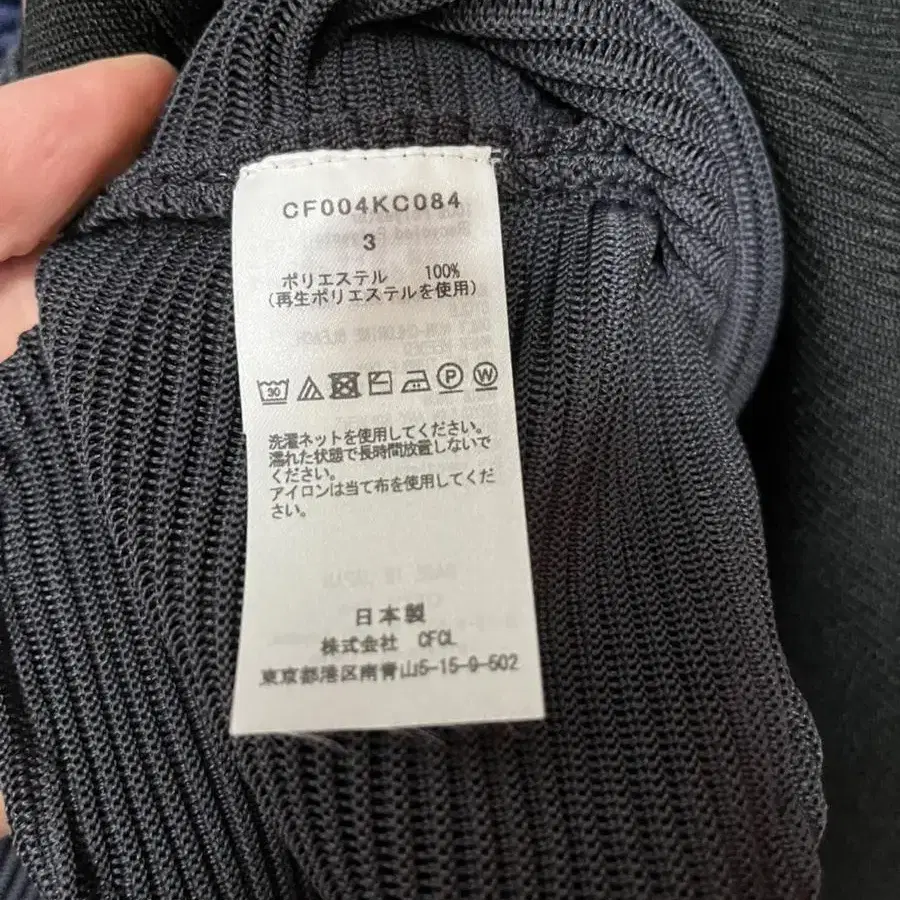 CF004KC084
3
ポリエステル 100%
(再生ポリエステルを使用)
30 P W
洗濯ネットを使用してください。
濡れた状態で長時間放置しないで
ください。
アイロンは当て布を使用してくだ
さい。
日本製
株式会社 CFCL
東京都港区南青山5-15-9-502